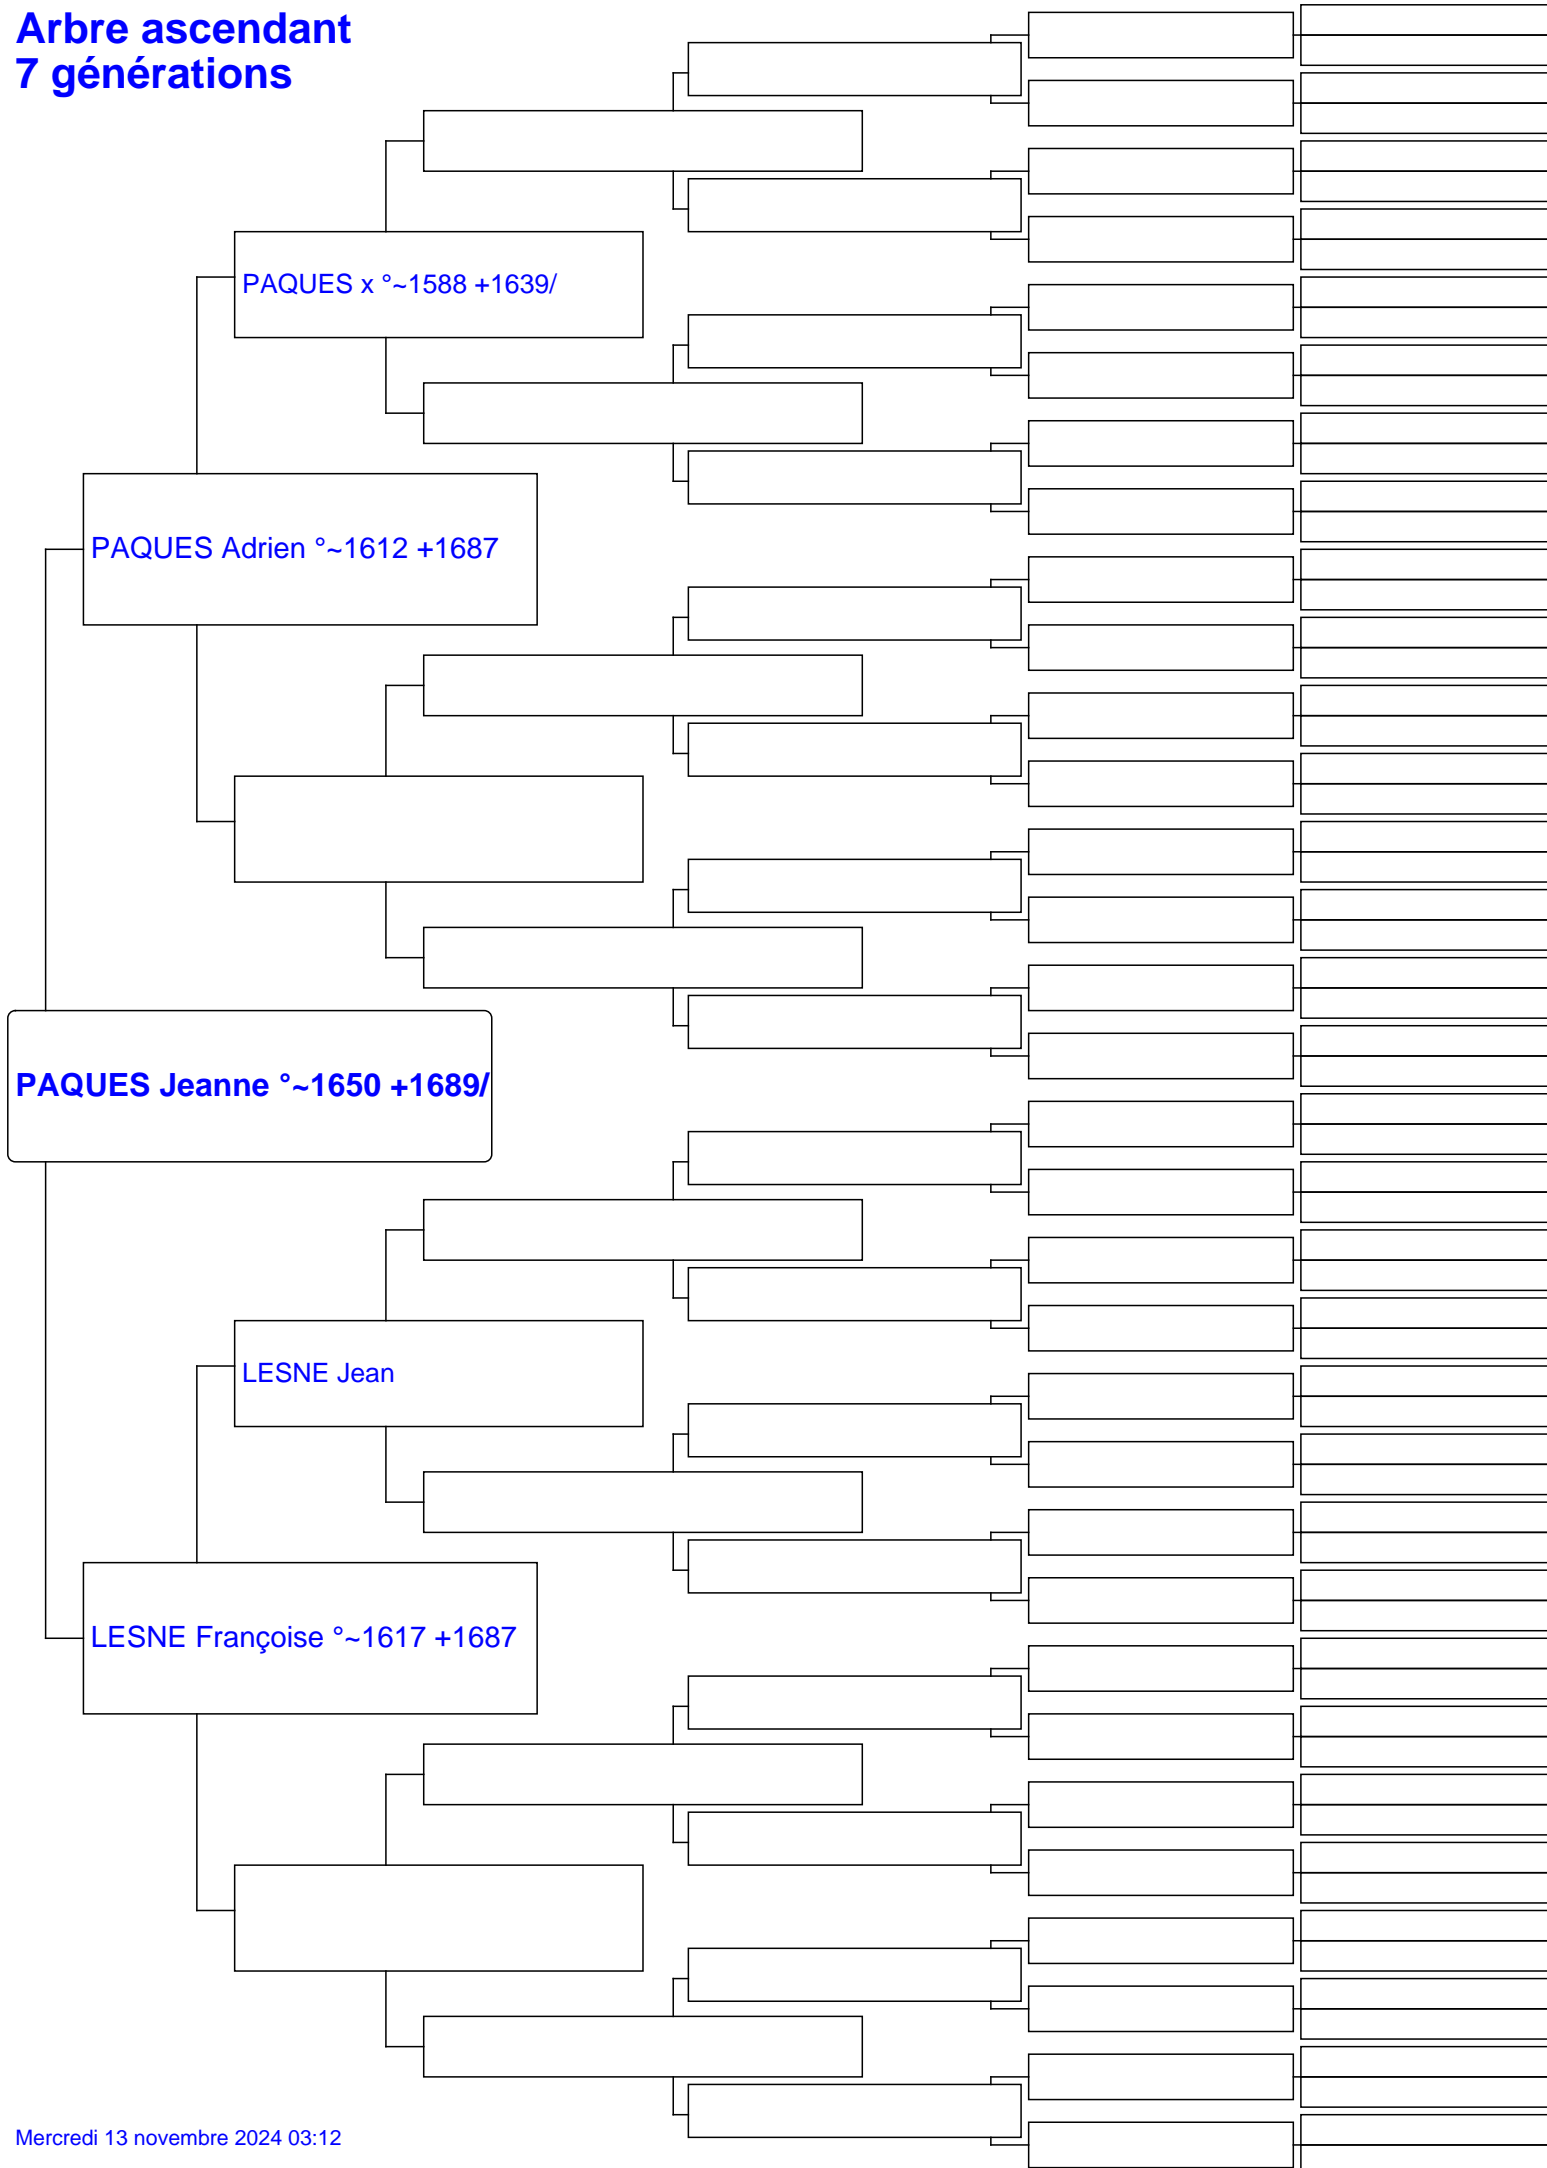 Arbre ascendant
7 générations
PAQUES x °~1588 +1639/
PAQUES Adrien °~1612 +1687
PAQUES Jeanne °~1650 +1689/
LESNE Jean
LESNE Françoise °~1617 +1687
Mercredi 13 novembre 2024 03:12